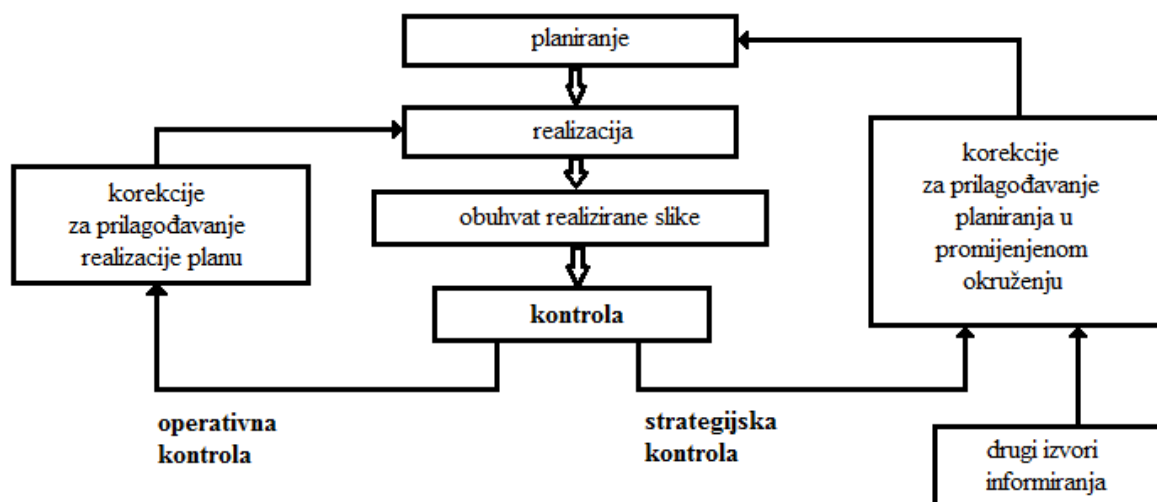 planiranje
realizacija
korekcije
za prilagođavanje
realizacije planu
obuhvat realizirane slike
kontrola
korekcije
za prilagođavanje
planiranja u
promijenjenom
okruženju
operativna
kontrola
strategijska
kontrola
drugi izvori
informiranja